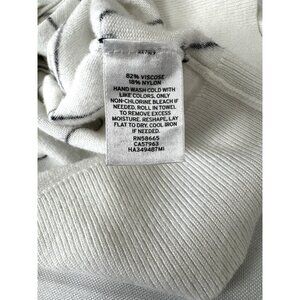 82% VISCOSE
18% NYLON
HAND WASH COLD WITH
LIKE COLORS, ONLY
NON-CHLORINE BLEACH IF
NEEDED. ROLL IN TOWEL
TO REMOVE EXCESS
MOISTURE. RESHAPE, LAY
FLAT TO DRY. COOL IRON
IF NEEDED.
RN58665
CA57963
HA349487MI